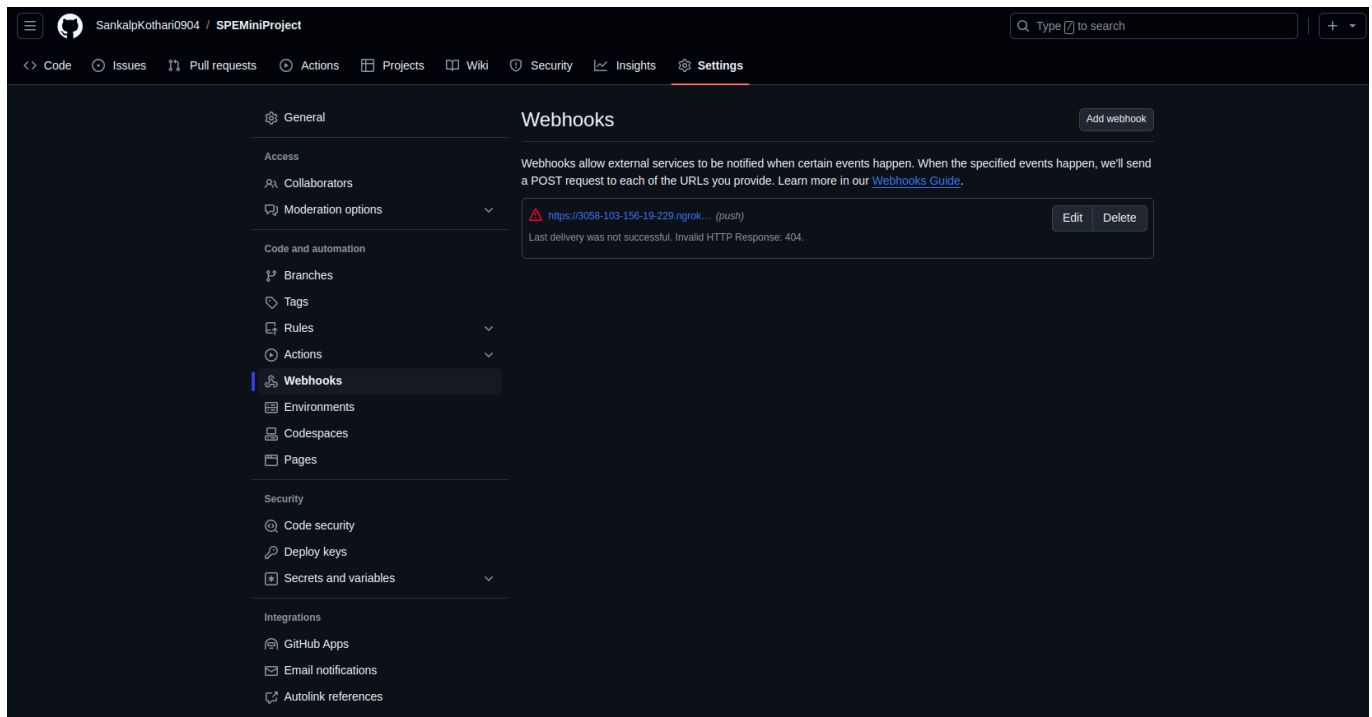 SankalpKothari0904 / SPEMiniProject
Type / to search
Code Issues Pull requests Actions Projects Wiki Security Insights Settings
General
Access
Collaborators
Moderation options
Code and automation
Branches
Tags
Rules
Actions
Webhooks
Environments
Codespaces
Pages
Security
Code security
Deploy keys
Secrets and variables
Integrations
GitHub Apps
Email notifications
Autolink references
Webhooks
Add webhook
Webhooks allow external services to be notified when certain events happen. When the specified events happen, we'll send
a POST request to each of the URLs you provide. Learn more in our Webhooks Guide.
https://3058-103-156-19-229.ngrok… (push)
Edit Delete
Last delivery was not successful. Invalid HTTP Response: 404.